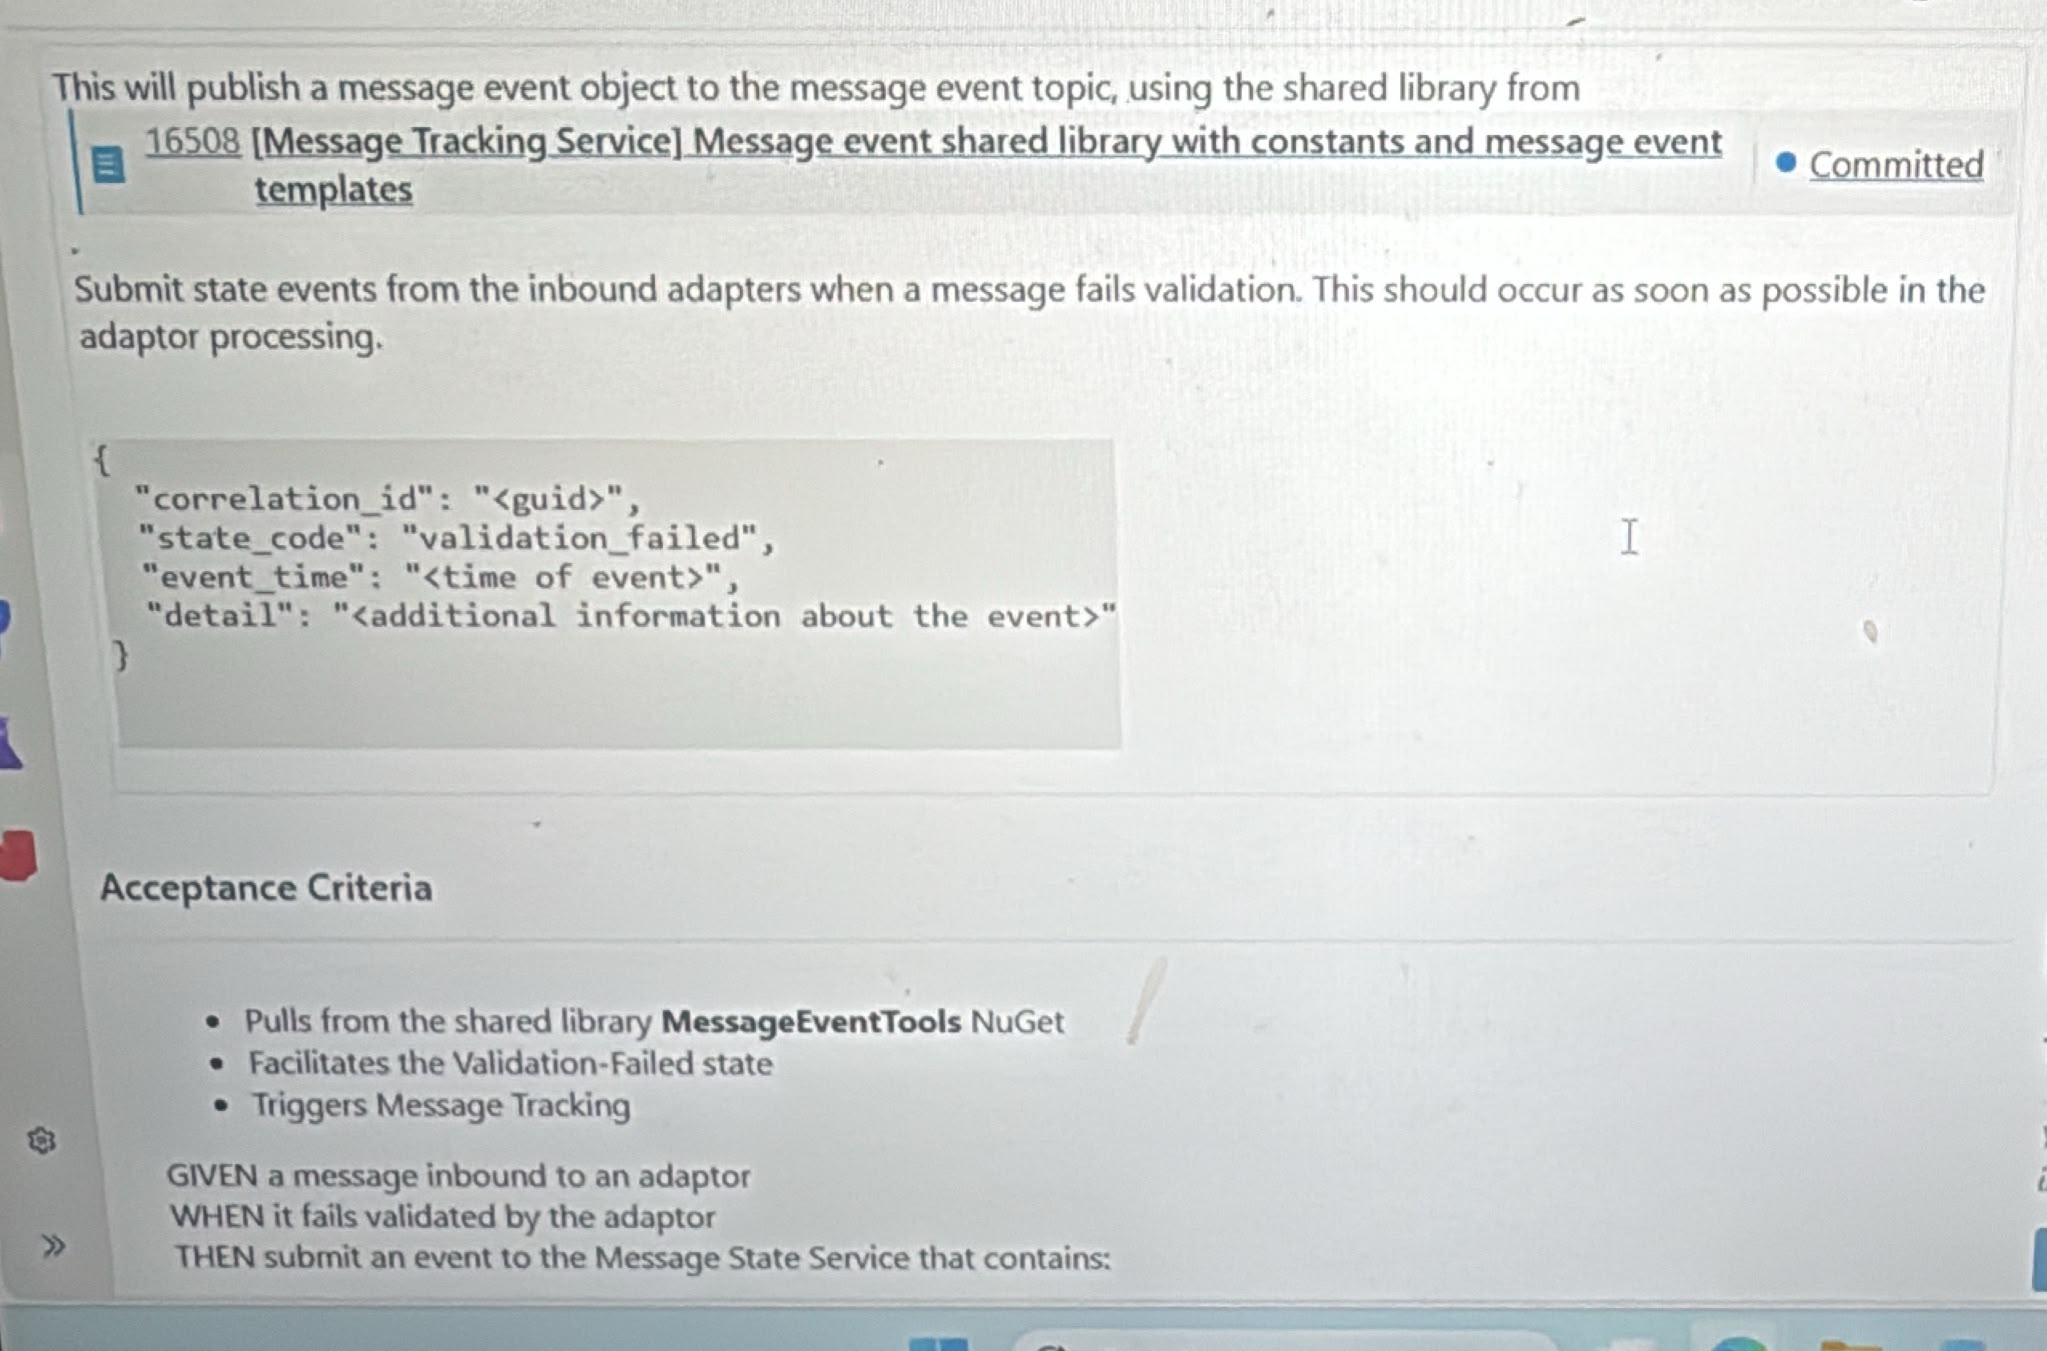 This will publish a message event object to the message event topic, using the shared library from
16508 [Message Tracking Service] Message event shared library with constants and message event
templates
Committed
.
Submit state events from the inbound adapters when a message fails validation. This should occur as soon as possible in the
adaptor processing.
{
"correlation_id": "<guid>",
"state_code": "validation_failed",
"event_time": "<time of event>",
"detail": "<additional information about the event>"
}
Acceptance Criteria
• Pulls from the shared library MessageEventTools NuGet
• Facilitates the Validation-Failed state
• Triggers Message Tracking
GIVEN a message inbound to an adaptor
WHEN it fails validated by the adaptor
THEN submit an event to the Message State Service that contains: